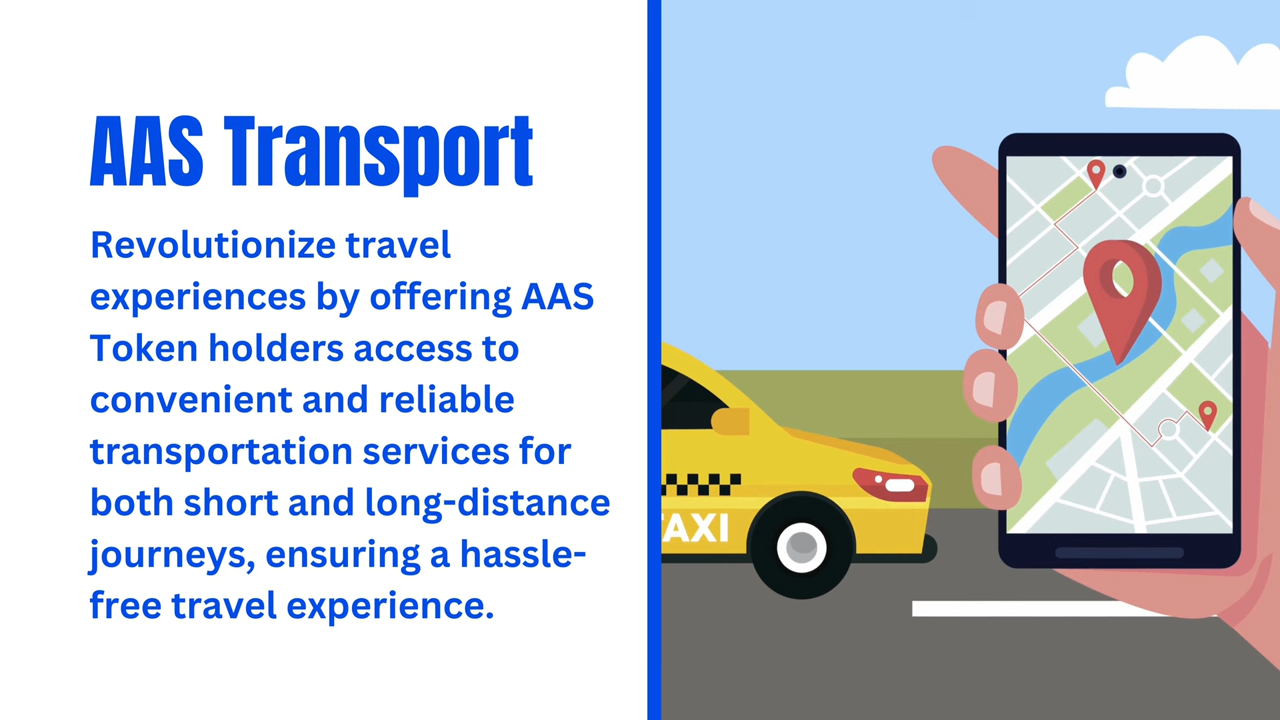 AAS Transport
Revolutionize travel
experiences by offering AAS
Token holders access to
convenient and reliable
transportation services for
both short and long-distance
journeys, ensuring a hassle-
free travel experience.
TAXI